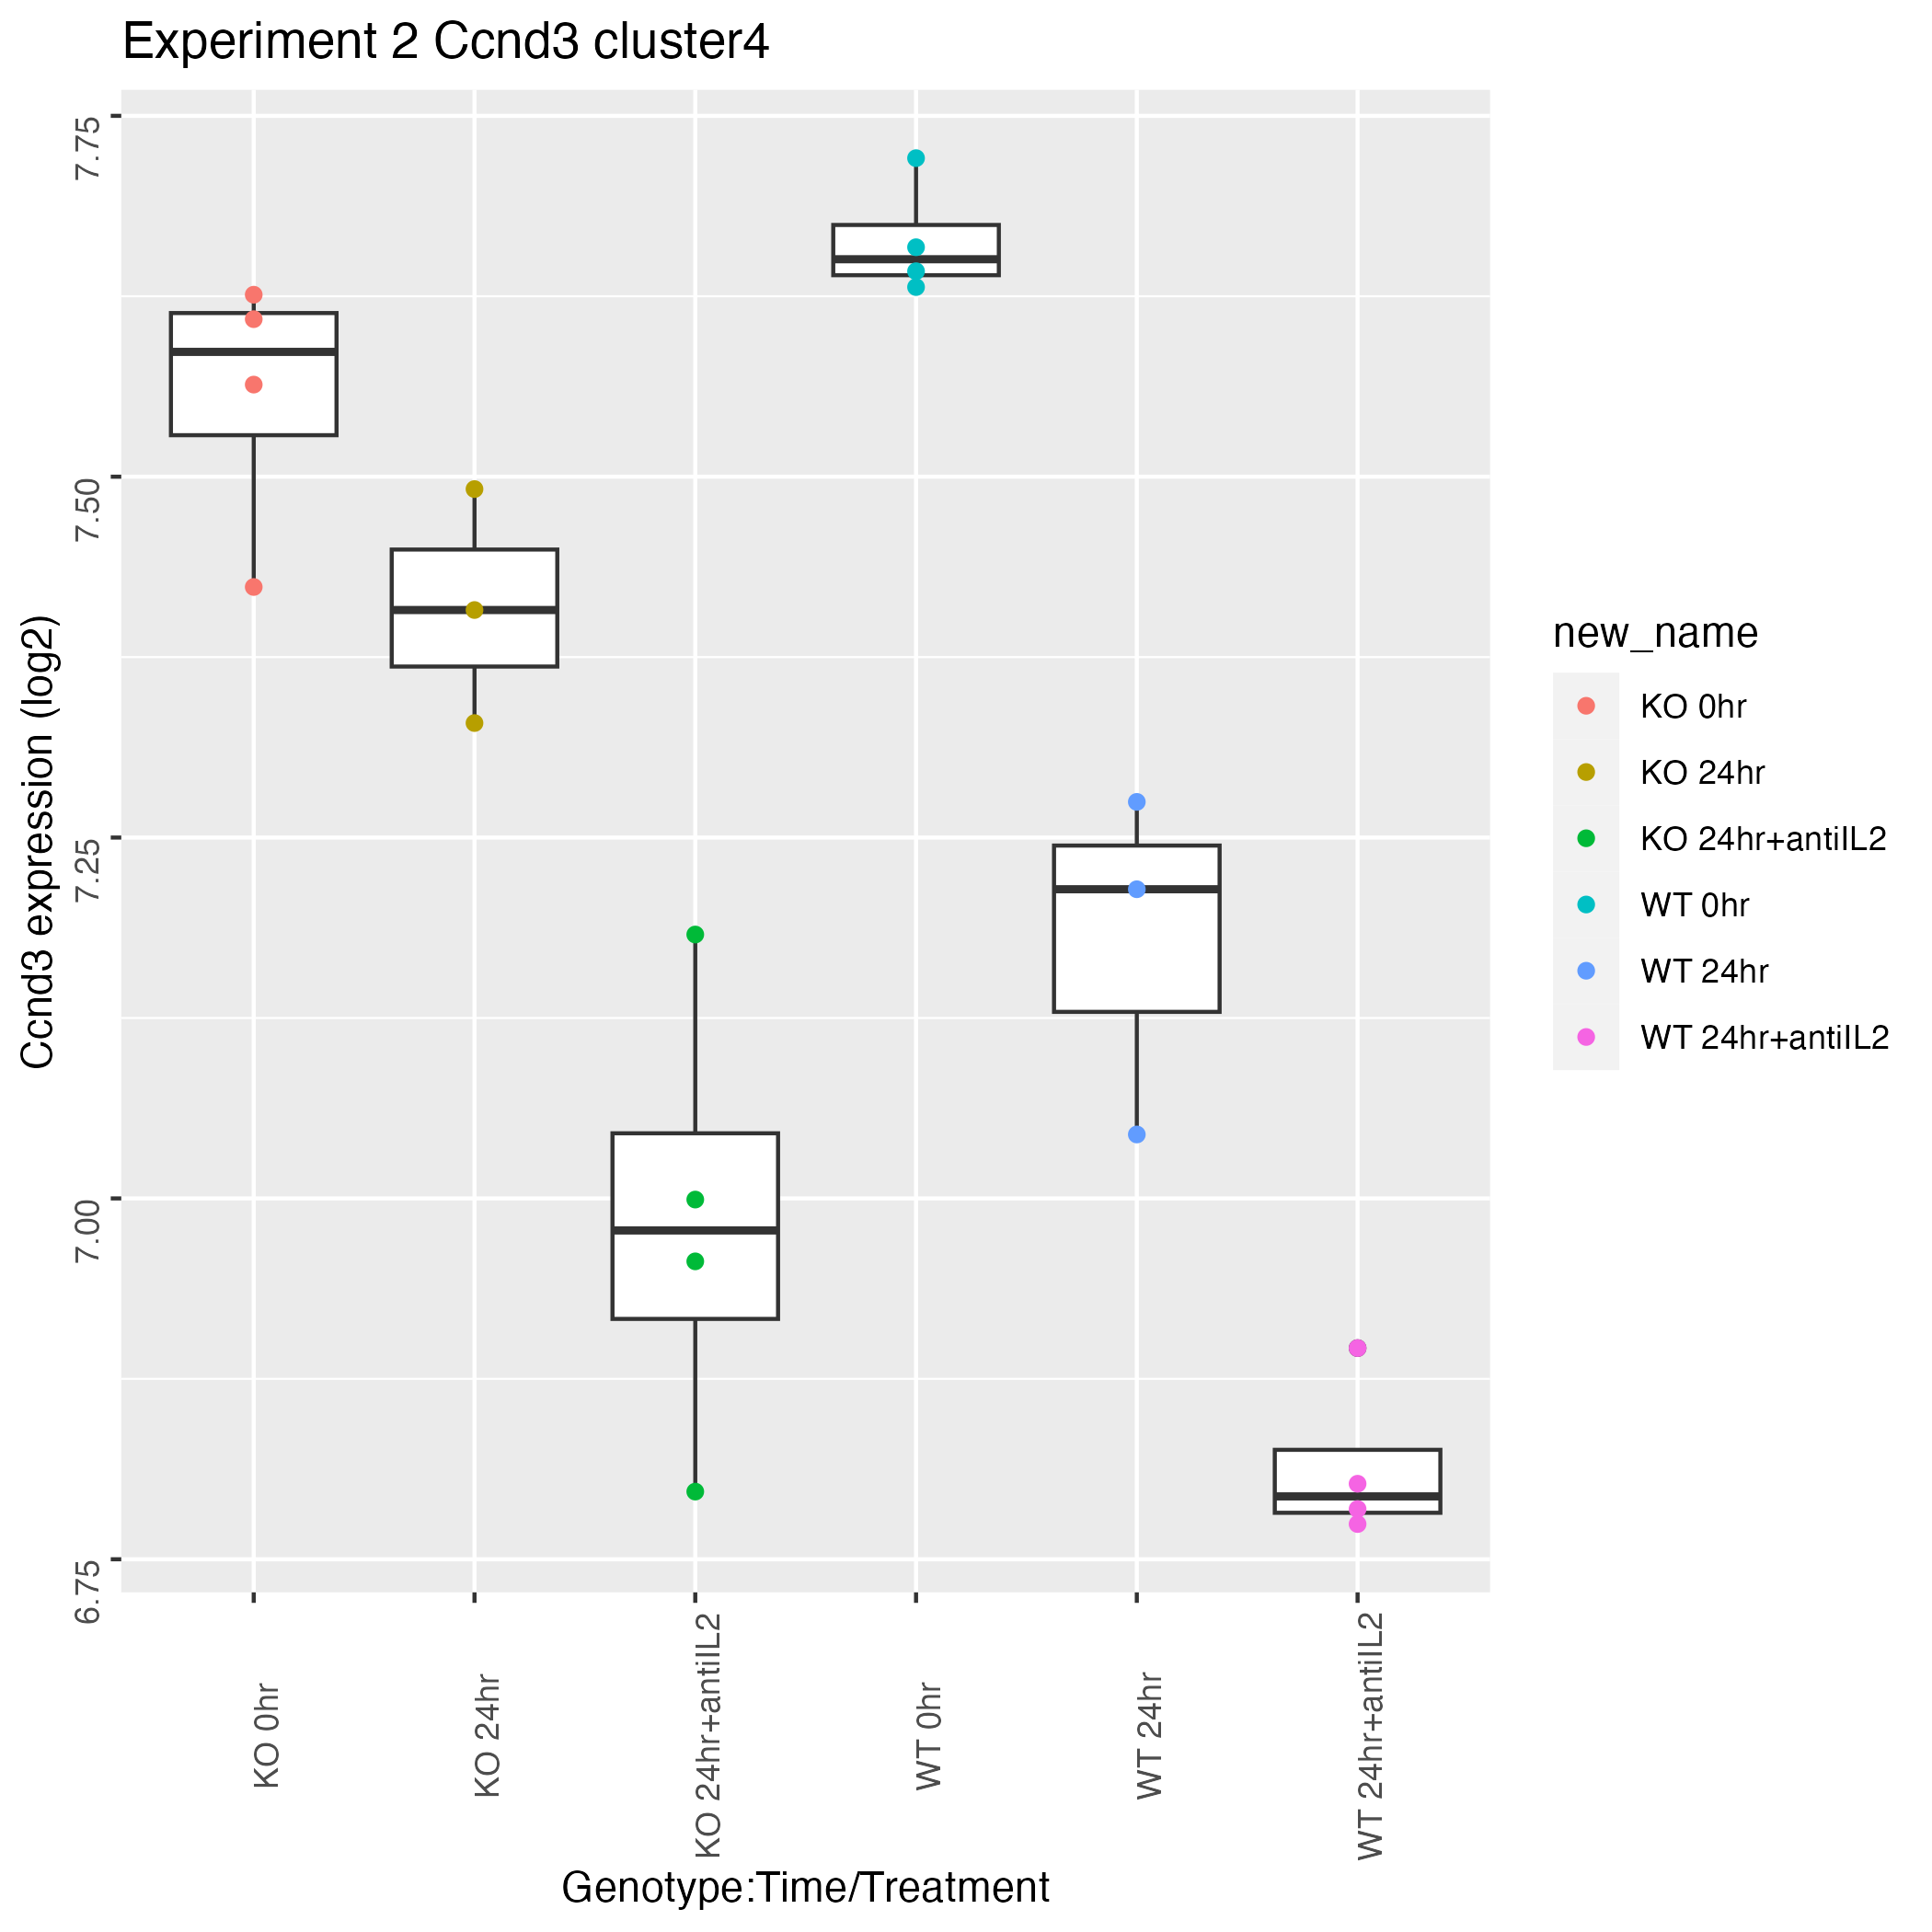 Experiment 2 Ccnd3 cluster4
Ccnd3 expression (log2)
7.75
7.50
7.25
7.00
6.75
KO 0hr
KO 24hr
KO 24hr+antiIL2
WT 0hr
WT 24hr
WT 24hr+antiIL2
Genotype:Time/Treatment
new_name
KO 0hr
KO 24hr
KO 24hr+antiIL2
WT 0hr
WT 24hr
WT 24hr+antiIL2